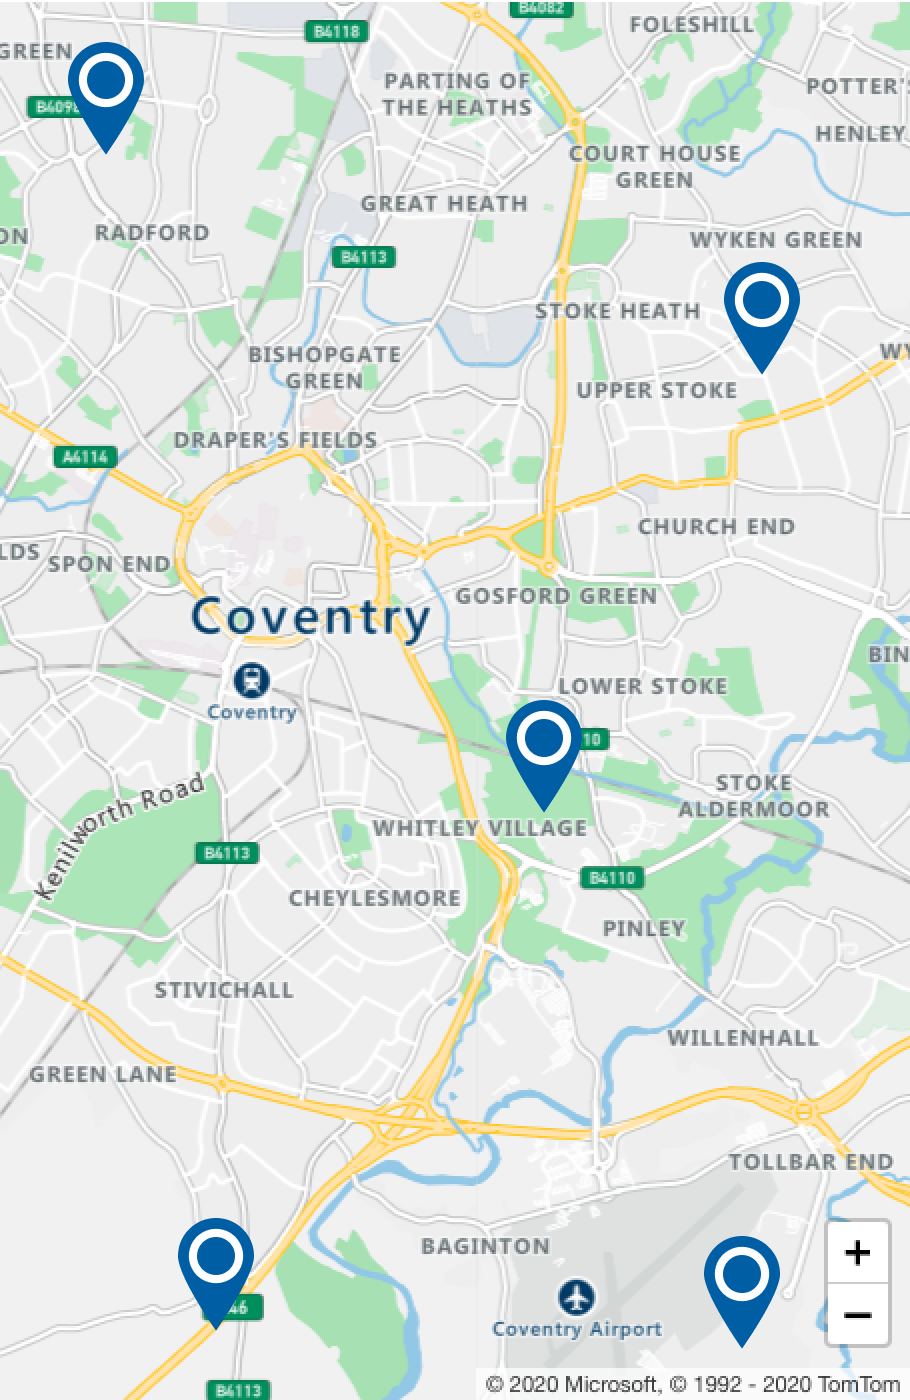 B4082
FOLESHILL
B4118
GREEN
PARTING OF
THE HEATHS
POTTER'S
B4098
HENLEY
COURT HOUSE
GREEN
GREAT HEATH
RADFORD
ON
WYKEN GREEN
B4113
STOKE HEATH
BISHOPGATE
GREEN
WY
UPPER STOKE
DRAPER'S FIELDS
A4114
CHURCH END
LDS
SPON END
GOSFORD GREEN
Coventry
BIN
LOWER STOKE
Coventry
10
STOKE
ALDERMOOR
Kenilworth Road
WHITLEY VILLAGE
B4113
B4110
CHEYLESMORE
PINLEY
STIVICHALL
WILLENHALL
GREEN LANE
TOLLBAR END
BAGINTON
+
46
Coventry Airport
−
B4113
© 2020 Microsoft, © 1992 - 2020 TomTom